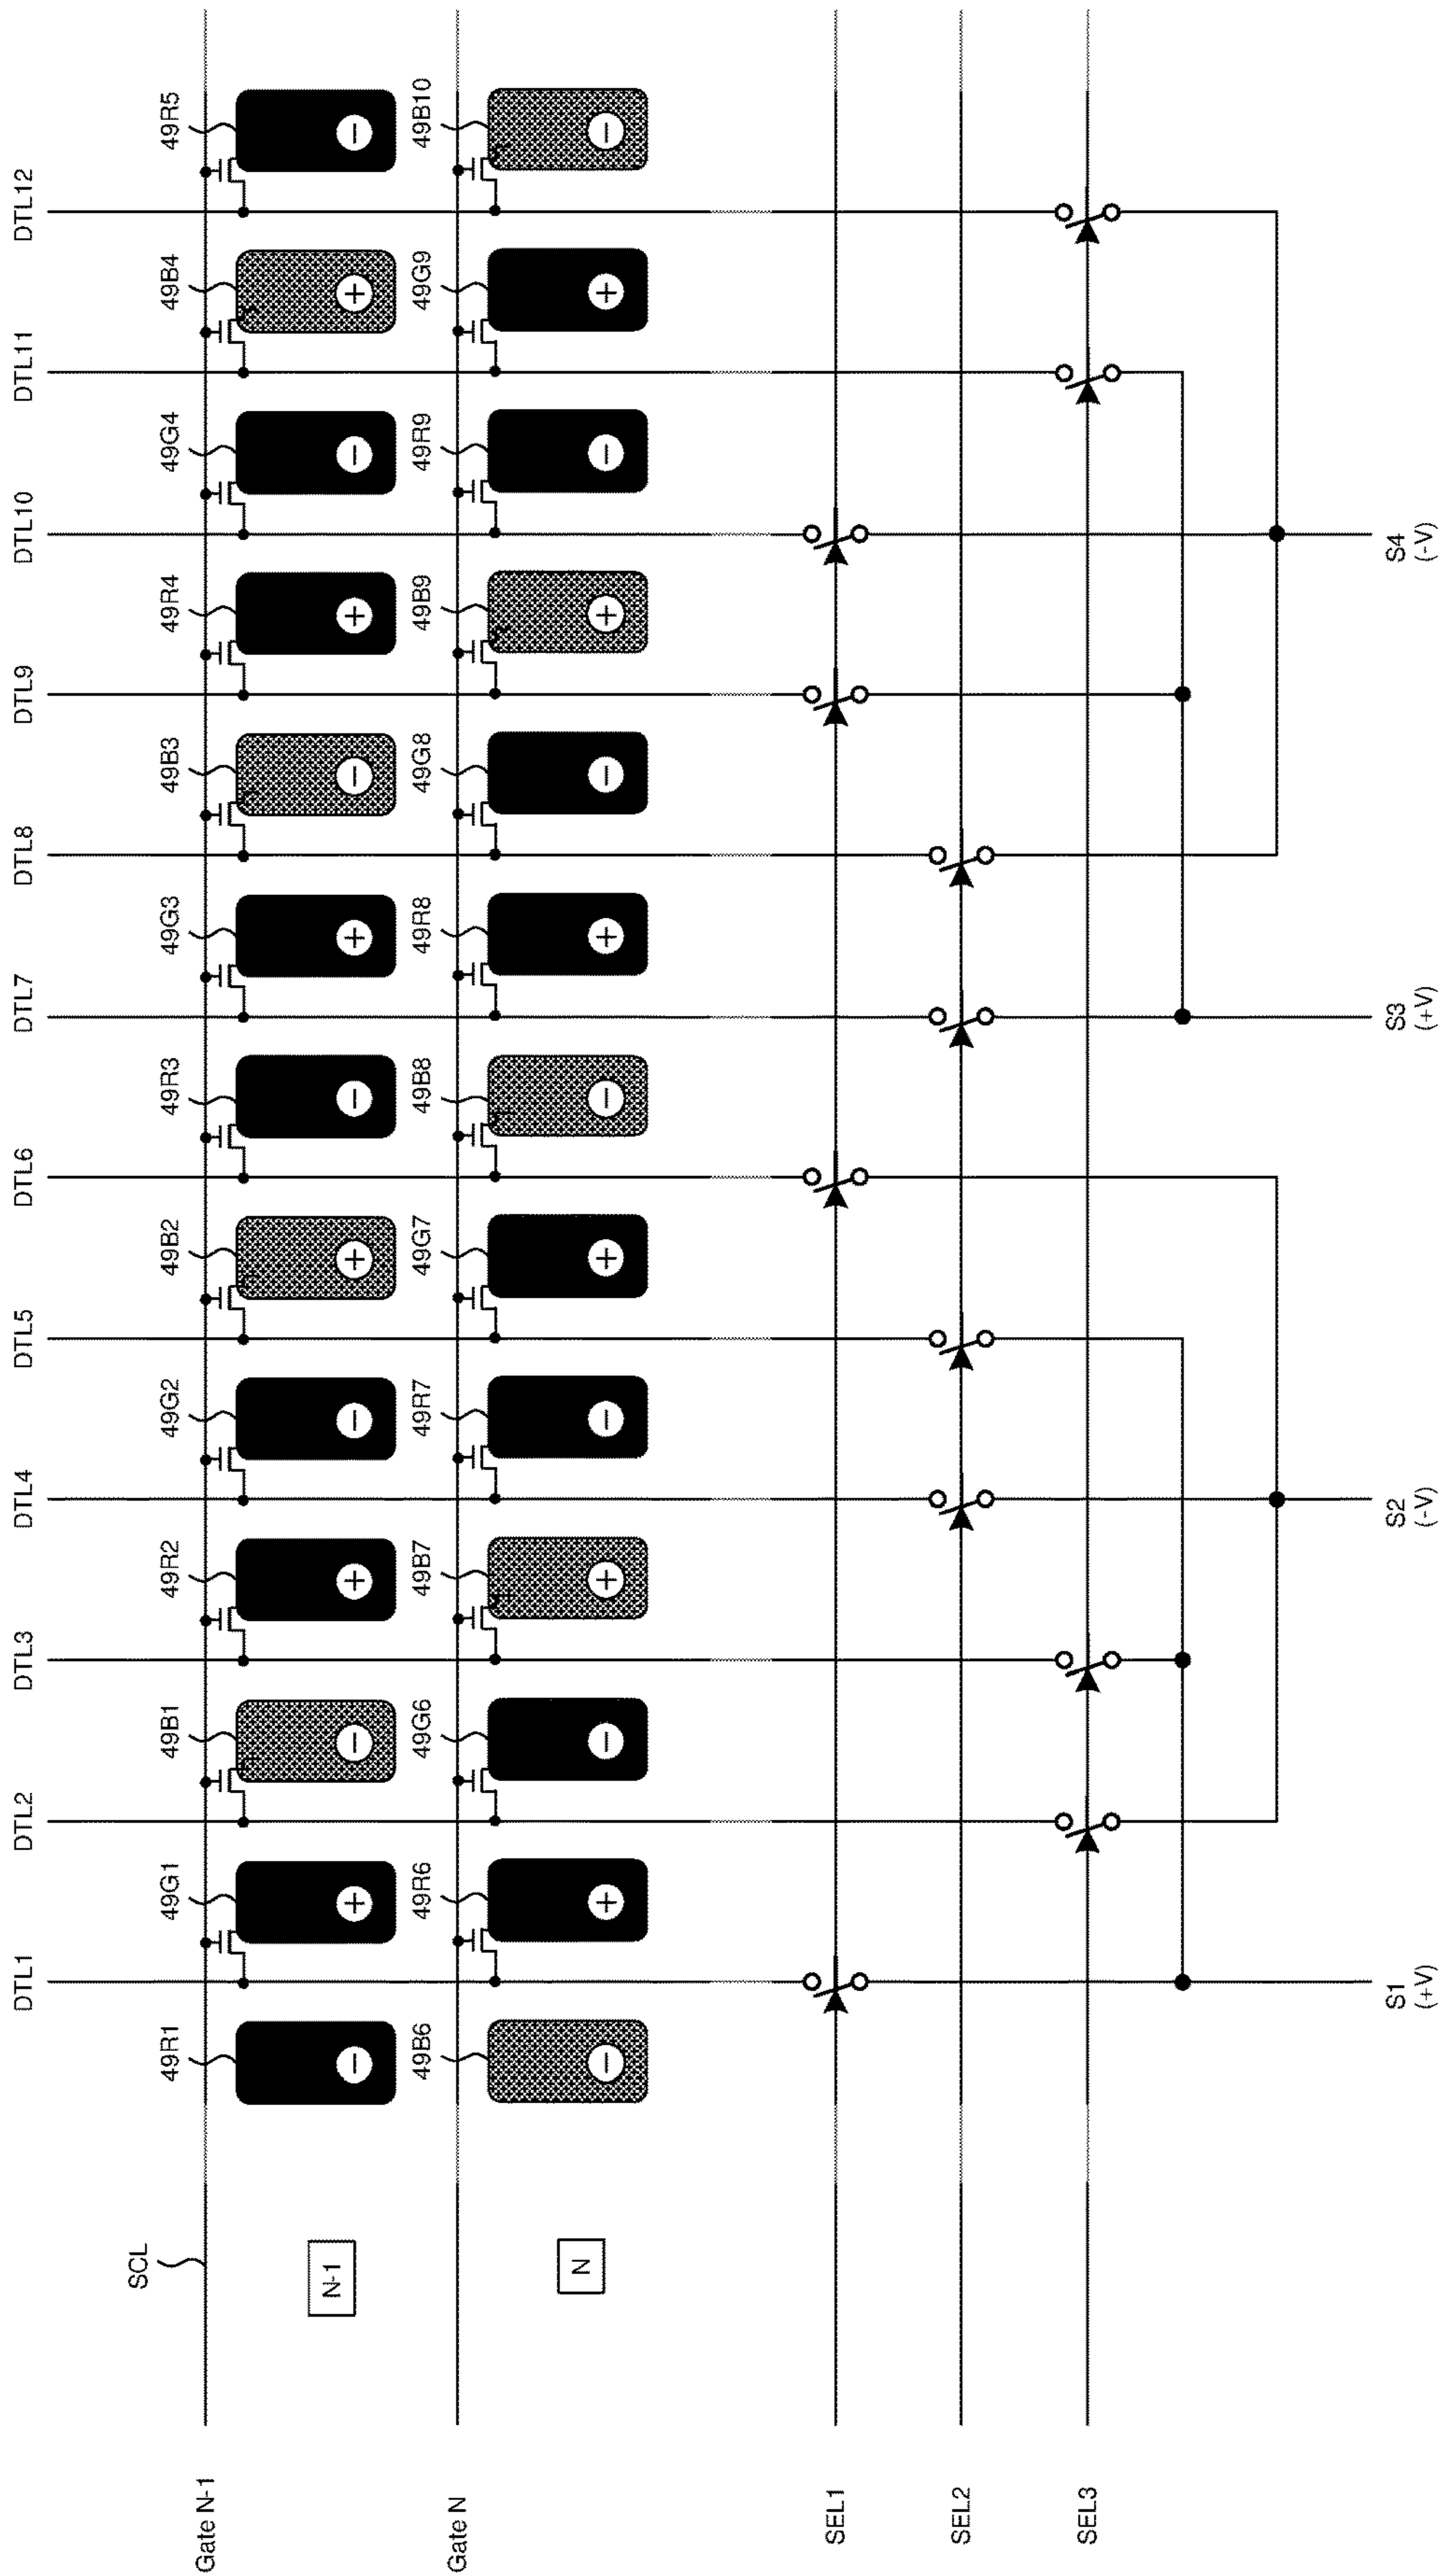 DTL1 DTL2 DTL3 DTL4 DTL5 DTL6 DTL7 DTL8 DTL9 DTL10 DTL11 DTL12
SCL
49R1 49G1 49B1 49R2 49G2 49B2 49R3 49G3 49B3 49R4 49G4 49B4 49R5
Gate N-1
− + − + − + − + − + − + −
N-1
49B6 49R6 49G6 49B7 49R7 49G7 49B8 49R8 49G8 49B9 49R9 49G9 49B10
Gate N
− + − + − + − + − + − + −
N
SEL1
SEL2
SEL3
S1 S2 S3 S4
(+V) (-V) (+V) (-V)